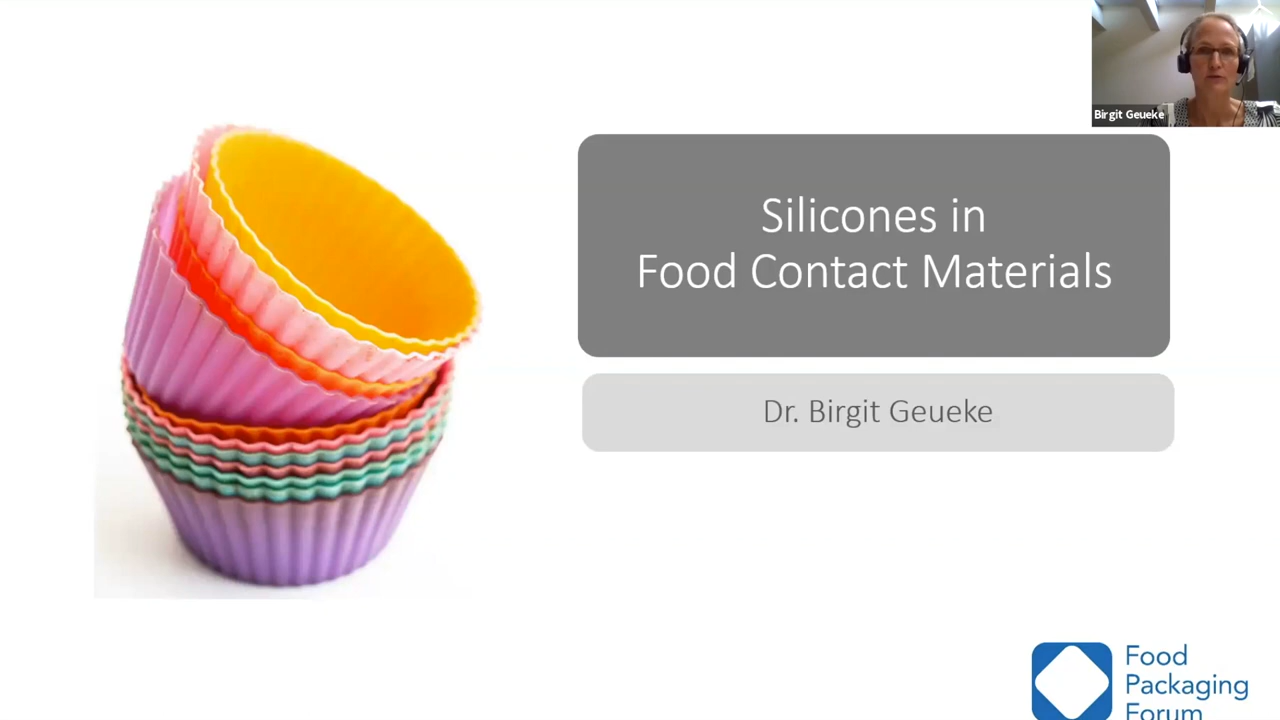 Birgit Geueke
Silicones in
Food Contact Materials
Dr. Birgit Geueke
Food
Packaging
Forum